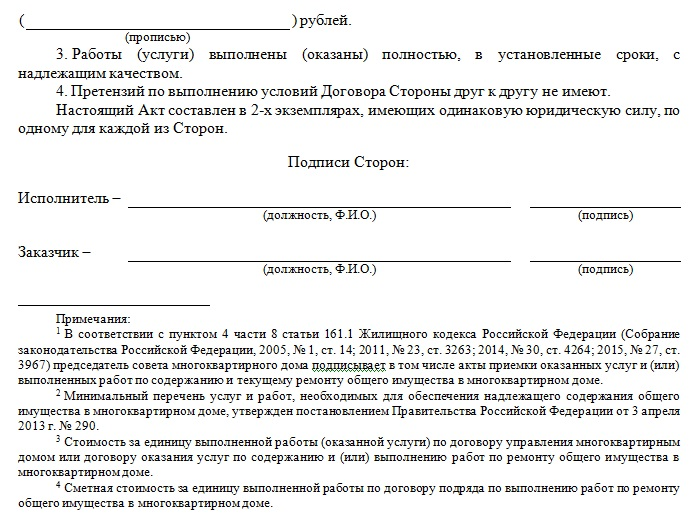 (____________________________________) рублей.
(прописью)
3. Работы (услуги) выполнены (оказаны) полностью, в установленные сроки, с
надлежащим качеством.
4. Претензий по выполнению условий Договора Стороны друг к другу не имеют.
Настоящий Акт составлен в 2-х экземплярах, имеющих одинаковую юридическую силу, по
одному для каждой из Сторон.
Подписи Сторон:
Исполнитель – ____________________________________ ____________________
(должность, Ф.И.О.) (подпись)
Заказчик – ____________________________________ ____________________
(должность, Ф.И.О.) (подпись)
Примечания:
1 В соответствии с пунктом 4 части 8 статьи 161.1 Жилищного кодекса Российской Федерации (Собрание
законодательства Российской Федерации, 2005, № 1, ст. 14; 2011, № 23, ст. 3263; 2014, № 30, ст. 4264; 2015, № 27, ст.
3967) председатель совета многоквартирного дома подписывает в том числе акты приемки оказанных услуг и (или)
выполненных работ по содержанию и текущему ремонту общего имущества в многоквартирном доме.
2 Минимальный перечень услуг и работ, необходимых для обеспечения надлежащего содержания общего
имущества в многоквартирном доме, утвержден постановлением Правительства Российской Федерации от 3 апреля
2013 г. № 290.
3 Стоимость за единицу выполненной работы (оказанной услуги) по договору управления многоквартирным
домом или договору оказания услуг по содержанию и (или) выполнению работ по ремонту общего имущества в
многоквартирном доме.
4 Сметная стоимость за единицу выполненной работы по договору подряда по выполнению работ по ремонту
общего имущества в многоквартирном доме.